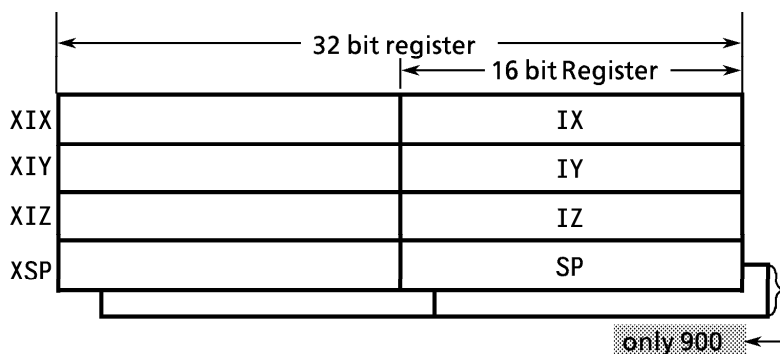 32 bit register
16 bit Register
XIX IX
XIY IY
XIZ IZ
XSP SP
only 900